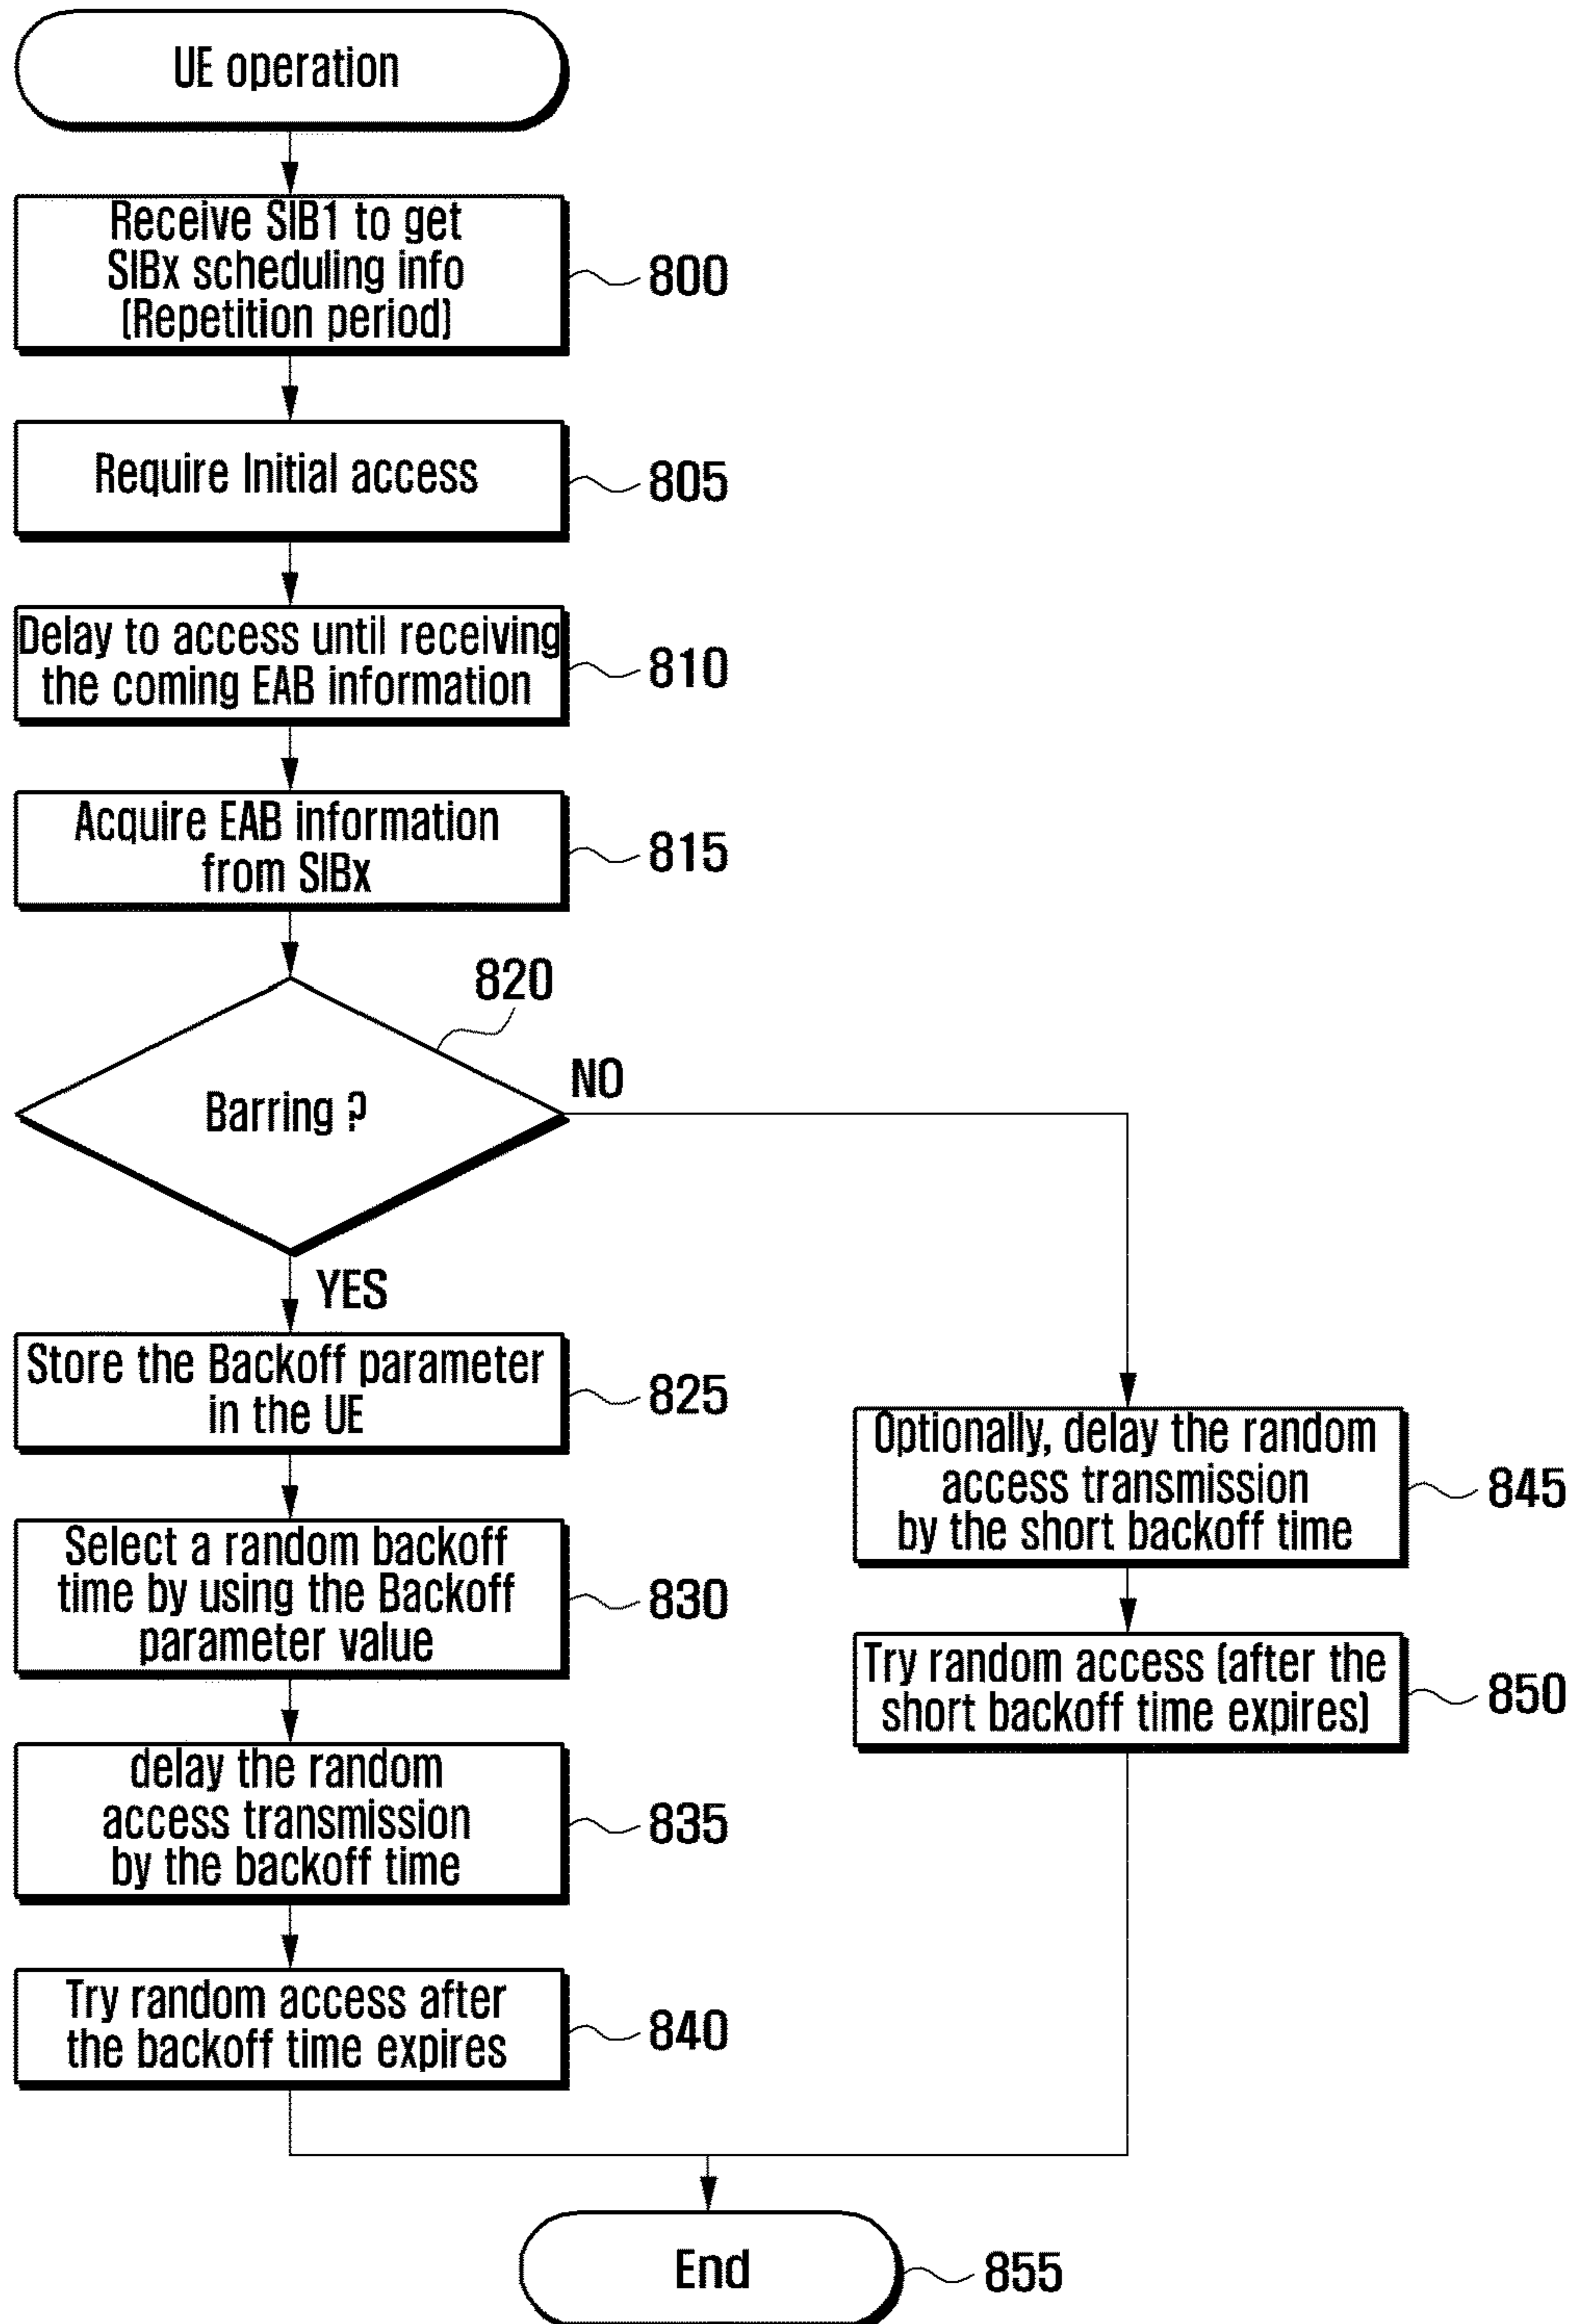 UE operation
Receive SIB1 to get
SIBx scheduling info
(Repetition period)
800
Require Initial access
805
Delay to access until receiving
the coming EAB information
810
Acquire EAB information
from SIBx
815
820
Barring ?
NO
YES
Store the Backoff parameter
in the UE
825
Select a random backoff
time by using the Backoff
parameter value
830
delay the random
access transmission
by the backoff time
835
Try random access after
the backoff time expires
840
Optionally, delay the random
access transmission
by the short backoff time
845
Try random access (after the
short backoff time expires)
850
End
855